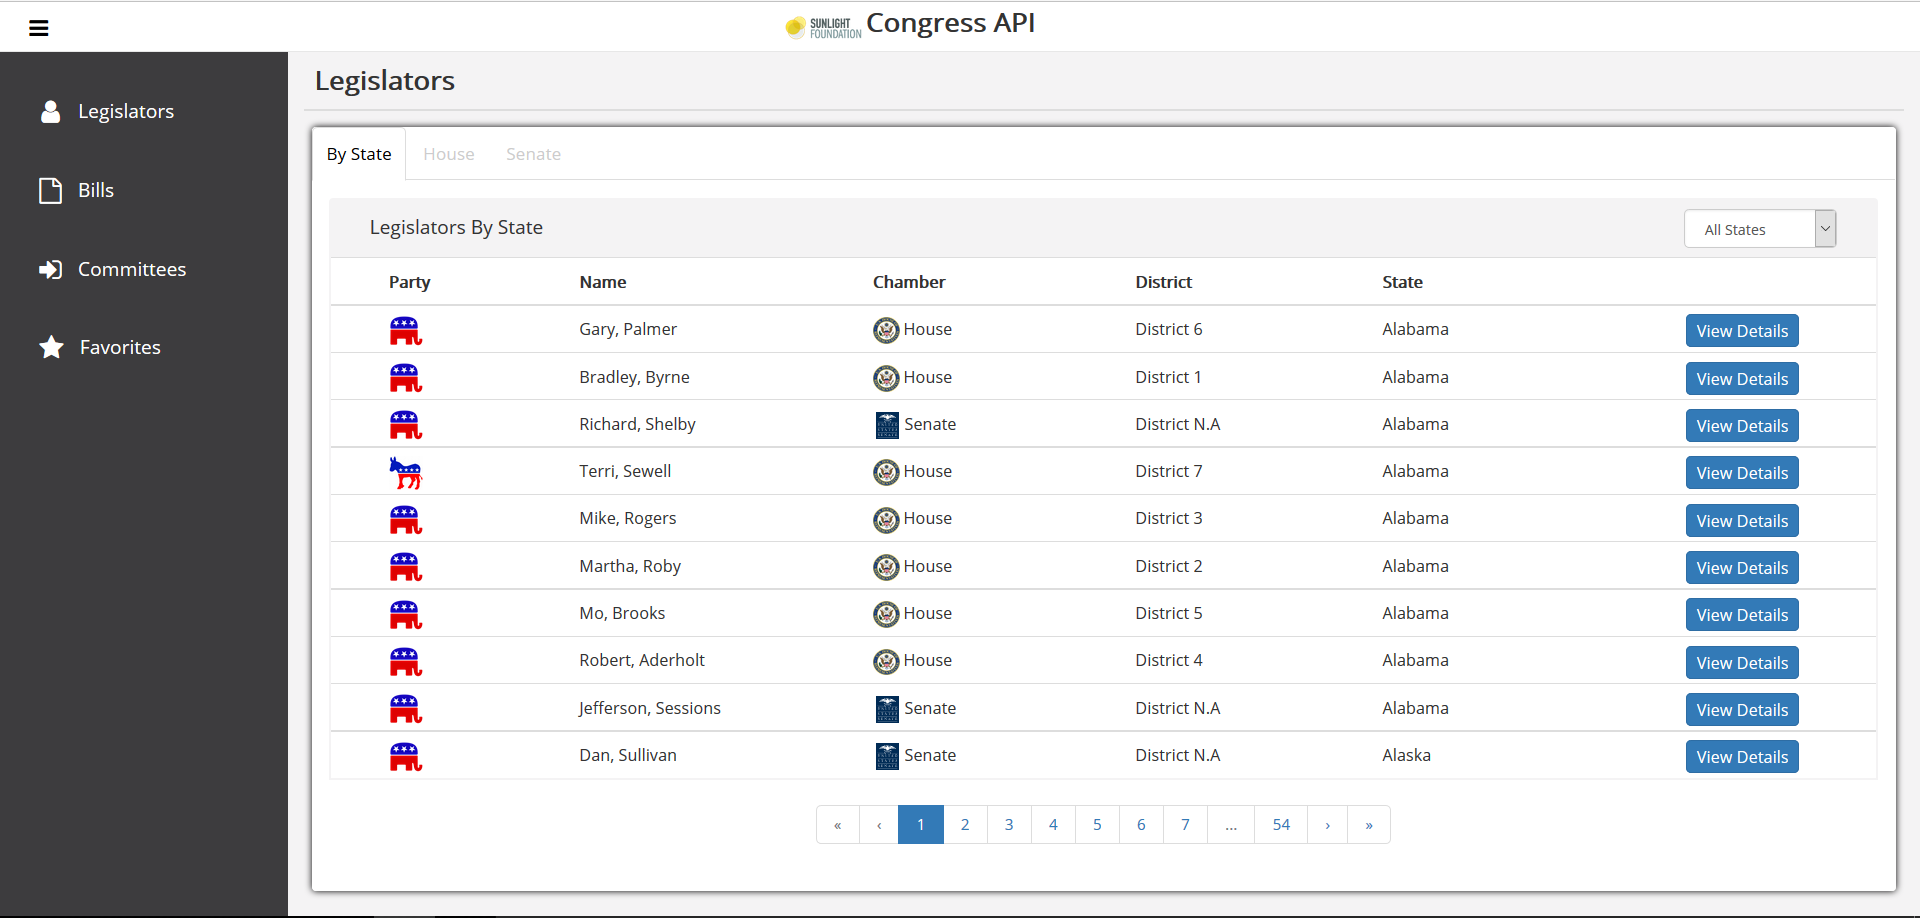 SUNLIGHT
FOUNDATION
Congress API
Legislators
Bills
Committees
Favorites
Legislators
By State House Senate
Legislators By State All States
Party Name Chamber District State
Gary, Palmer House District 6 Alabama View Details
Bradley, Byrne House District 1 Alabama View Details
Richard, Shelby Senate District N.A Alabama View Details
Terri, Sewell House District 7 Alabama View Details
Mike, Rogers House District 3 Alabama View Details
Martha, Roby House District 2 Alabama View Details
Mo, Brooks House District 5 Alabama View Details
Robert, Aderholt House District 4 Alabama View Details
Jefferson, Sessions Senate District N.A Alabama View Details
Dan, Sullivan Senate District N.A Alaska View Details
« ‹ 1 2 3 4 5 6 7 ... 54 › »